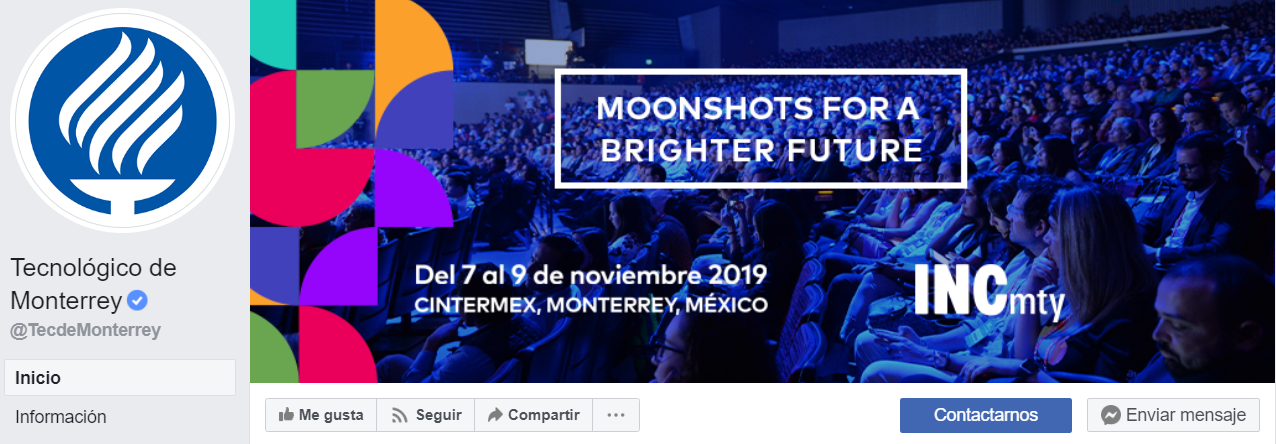 Tecnológico de
Monterrey
@TecdeMonterrey
Inicio
Información
MOONSHOTS FOR A
BRIGHTER FUTURE
Del 7 al 9 de noviembre 2019
CINTERMEX, MONTERREY, MÉXICO
INCmty
Me gusta
Seguir
Compartir
Contactarnos
Enviar mensaje